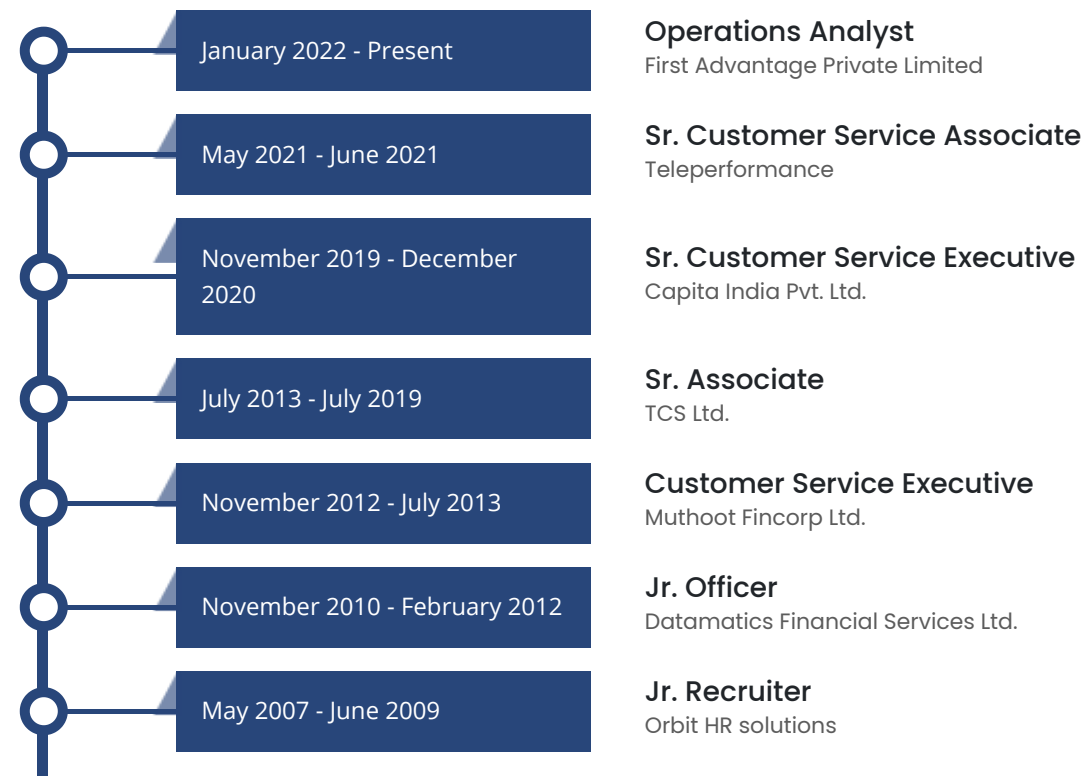 January 2022 - Present
Operations Analyst
First Advantage Private Limited
May 2021 - June 2021
Sr. Customer Service Associate
Teleperformance
November 2019 - December
2020
Sr. Customer Service Executive
Capita India Pvt. Ltd.
July 2013 - July 2019
Sr. Associate
TCS Ltd.
November 2012 - July 2013
Customer Service Executive
Muthoot Fincorp Ltd.
November 2010 - February 2012
Jr. Officer
Datamatics Financial Services Ltd.
May 2007 - June 2009
Jr. Recruiter
Orbit HR solutions